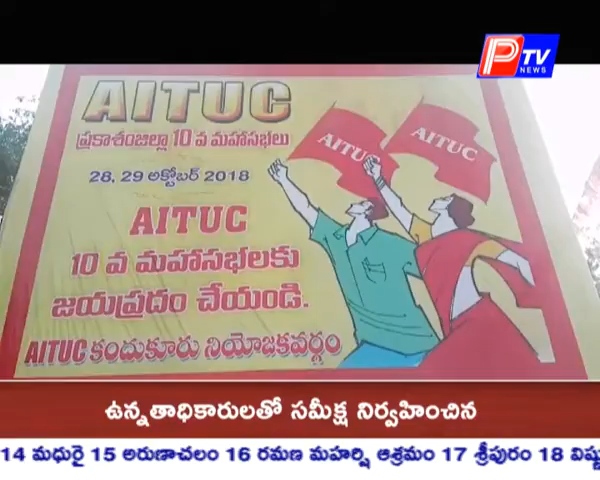 P TV
NEWS
AITUC
ప్రకాశంజిల్లా 10 వ మహాసభలు
28, 29 అక్టోబర్ 2018
AITUC
AITUC
AITUC
10 వ మహాసభలకు
జయప్రదం చేయండి.
AITUC కందుకూరు నియోజకవర్గం
ఉన్నతాధికారులతో సమీక్ష నిర్వహించిన
14 మధురై 15 అరుణాచలం 16 రమణ మహర్షి ఆశ్రమం 17 శ్రీపురం 18